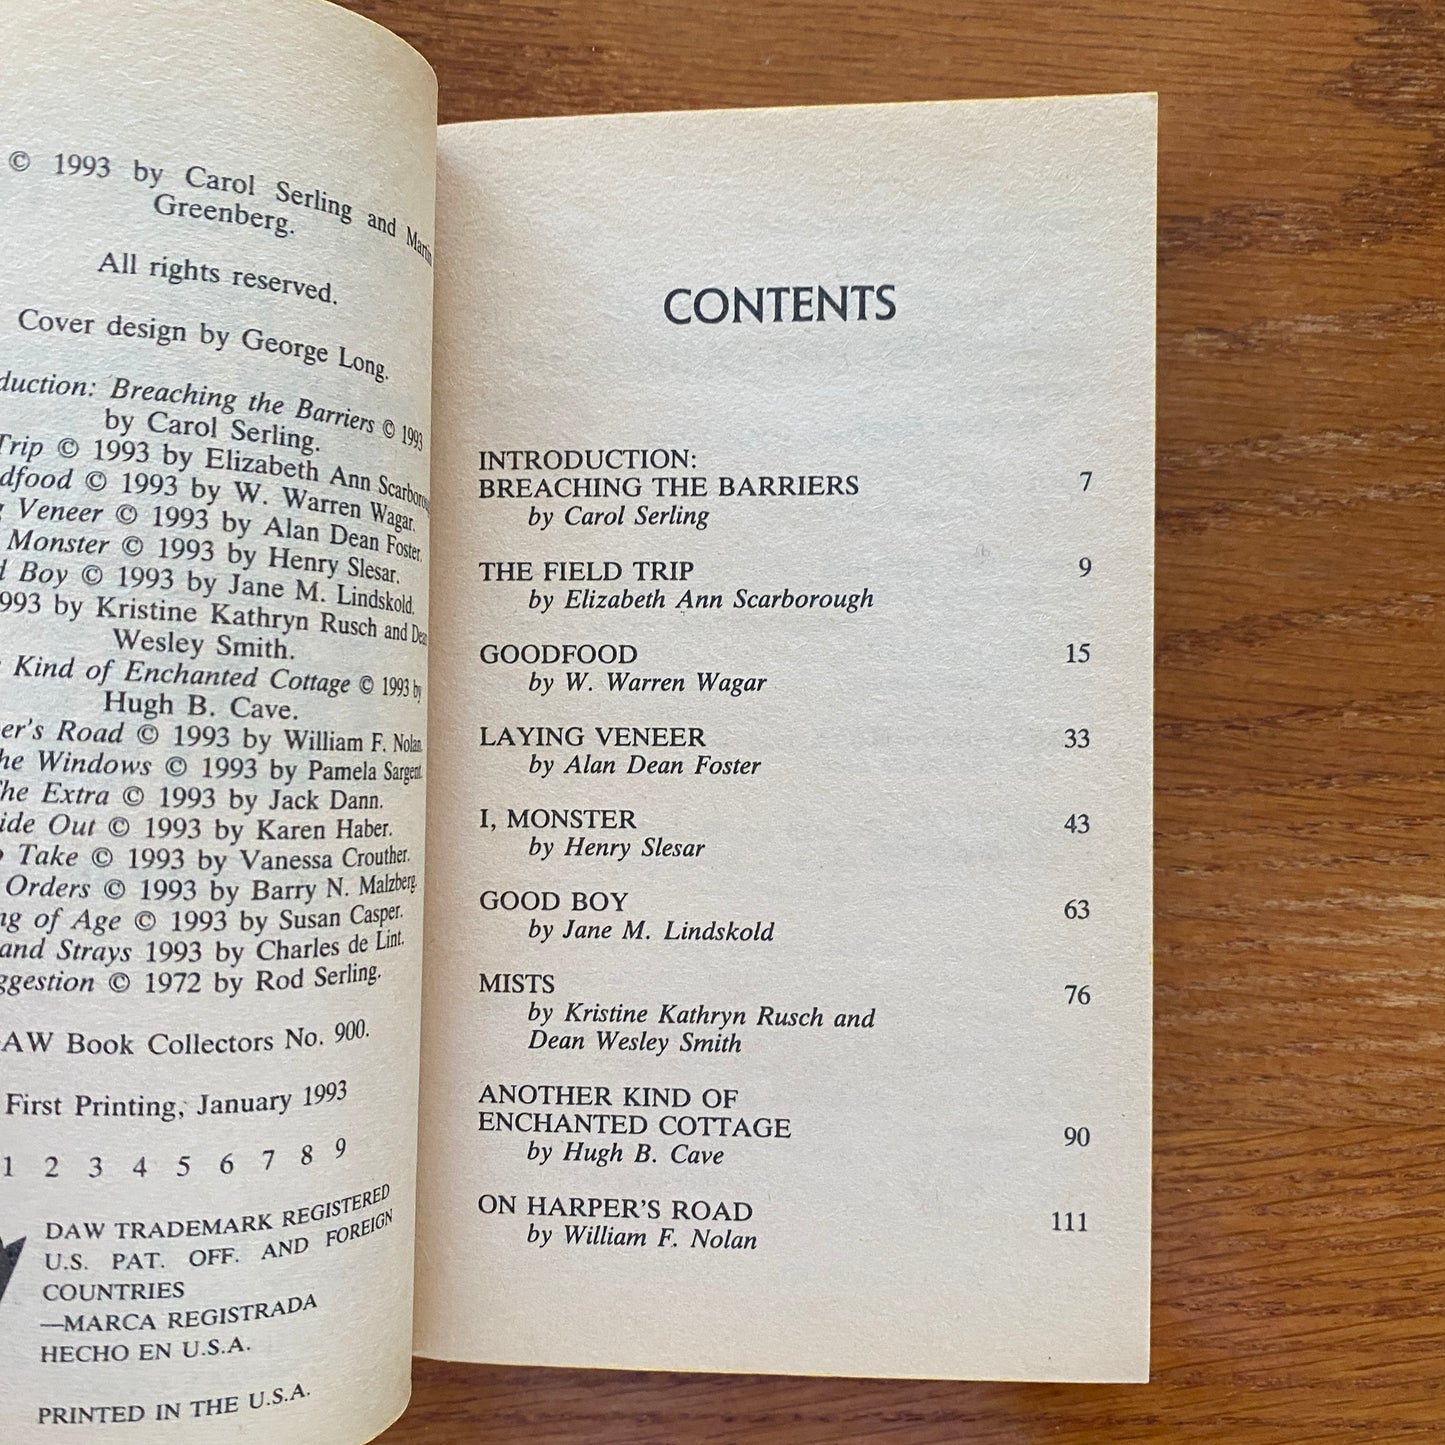 © 1993 by Carol Serling and Martin
Greenberg.
All rights reserved.
Cover design by George Long.
duction: Breaching the Barriers © 1993
by Carol Serling.
Trip © 1993 by Elizabeth Ann Scarborou
dfood © 1993 by W. Warren Wagar.
Veneer © 1993 by Alan Dean Foster.
Monster © 1993 by Henry Slesar.
Boy © 1993 by Jane M. Lindskold.
993 by Kristine Kathryn Rusch and Dean
Wesley Smith.
Kind of Enchanted Cottage © 1993 by
Hugh B. Cave.
er's Road © 1993 by William F. Nolan.
he Windows © 1993 by Pamela Sargent.
The Extra © 1993 by Jack Dann.
ide Out © 1993 by Karen Haber.
Take © 1993 by Vanessa Crouther.
Orders © 1993 by Barry N. Malzberg.
ng of Age © 1993 by Susan Casper.
and Strays 1993 by Charles de Lint.
ggestion © 1972 by Rod Serling.
AW Book Collectors No. 900.
First Printing, January 1993
1 2 3 4 5 6 7 8 9
DAW TRADEMARK REGISTERED
U.S. PAT. OFF. AND FOREIGN
COUNTRIES
—MARCA REGISTRADA
HECHO EN U.S.A.
PRINTED IN THE U.S.A.
CONTENTS
INTRODUCTION:
BREACHING THE BARRIERS 7
by Carol Serling
THE FIELD TRIP 9
by Elizabeth Ann Scarborough
GOODFOOD 15
by W. Warren Wagar
LAYING VENEER 33
by Alan Dean Foster
I, MONSTER 43
by Henry Slesar
GOOD BOY 63
by Jane M. Lindskold
MISTS 76
by Kristine Kathryn Rusch and
Dean Wesley Smith
ANOTHER KIND OF
ENCHANTED COTTAGE 90
by Hugh B. Cave
ON HARPER'S ROAD 111
by William F. Nolan